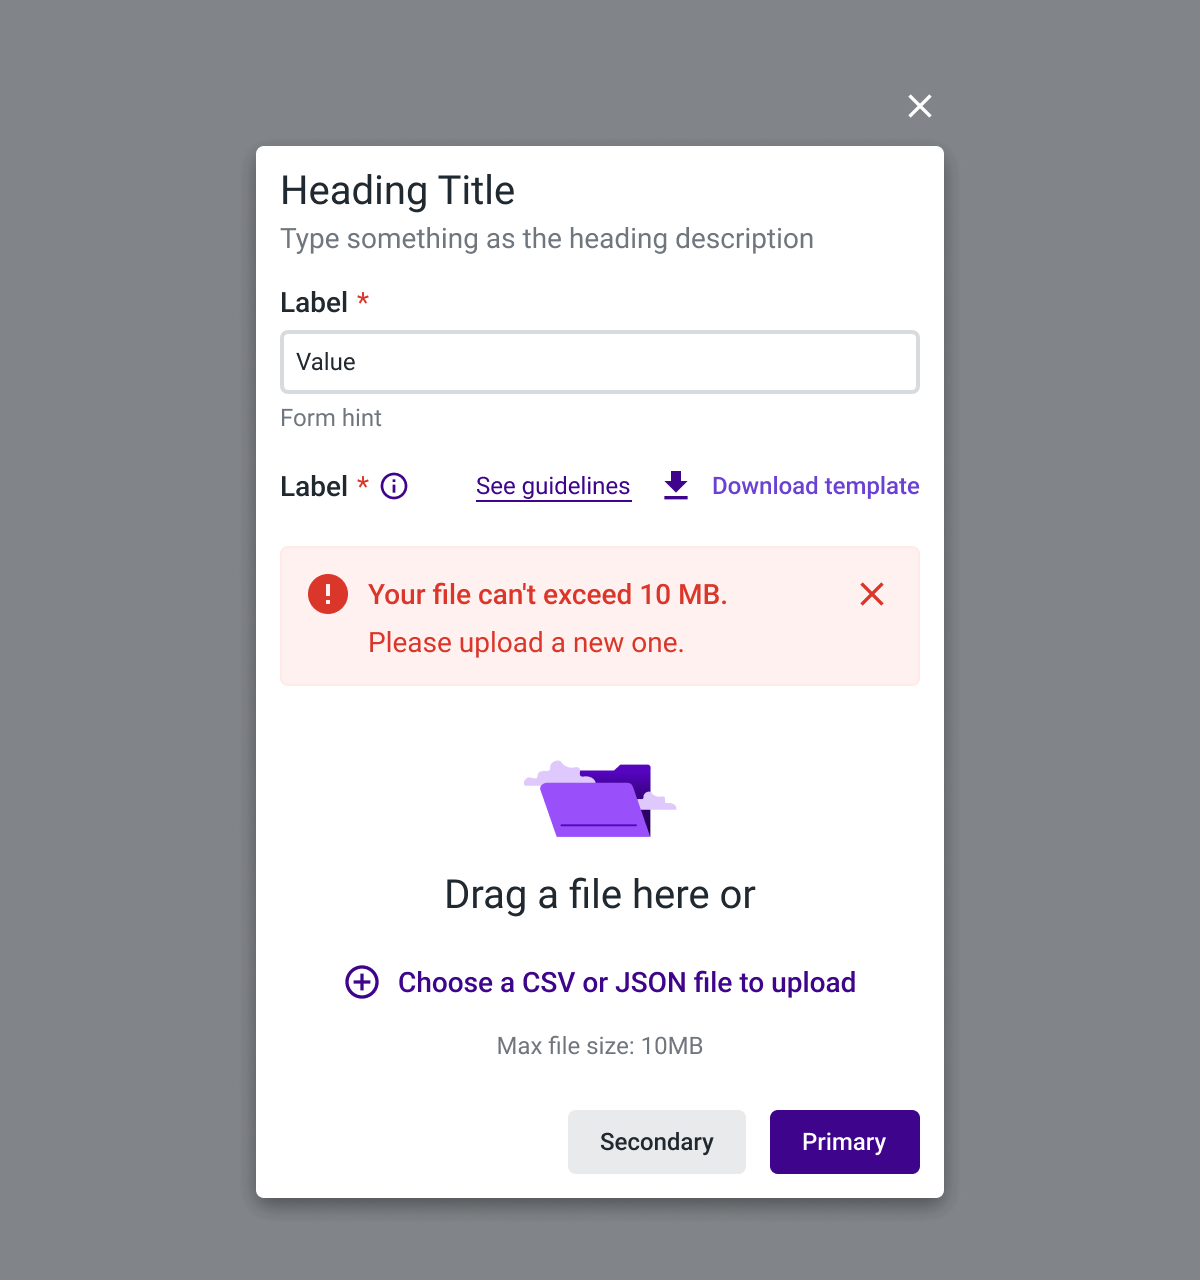 Heading Title
Type something as the heading description
Label *
Value
Form hint
Label * See guidelines Download template
Your file can't exceed 10 MB.
Please upload a new one.
Drag a file here or
Choose a CSV or JSON file to upload
Max file size: 10MB
Secondary Primary